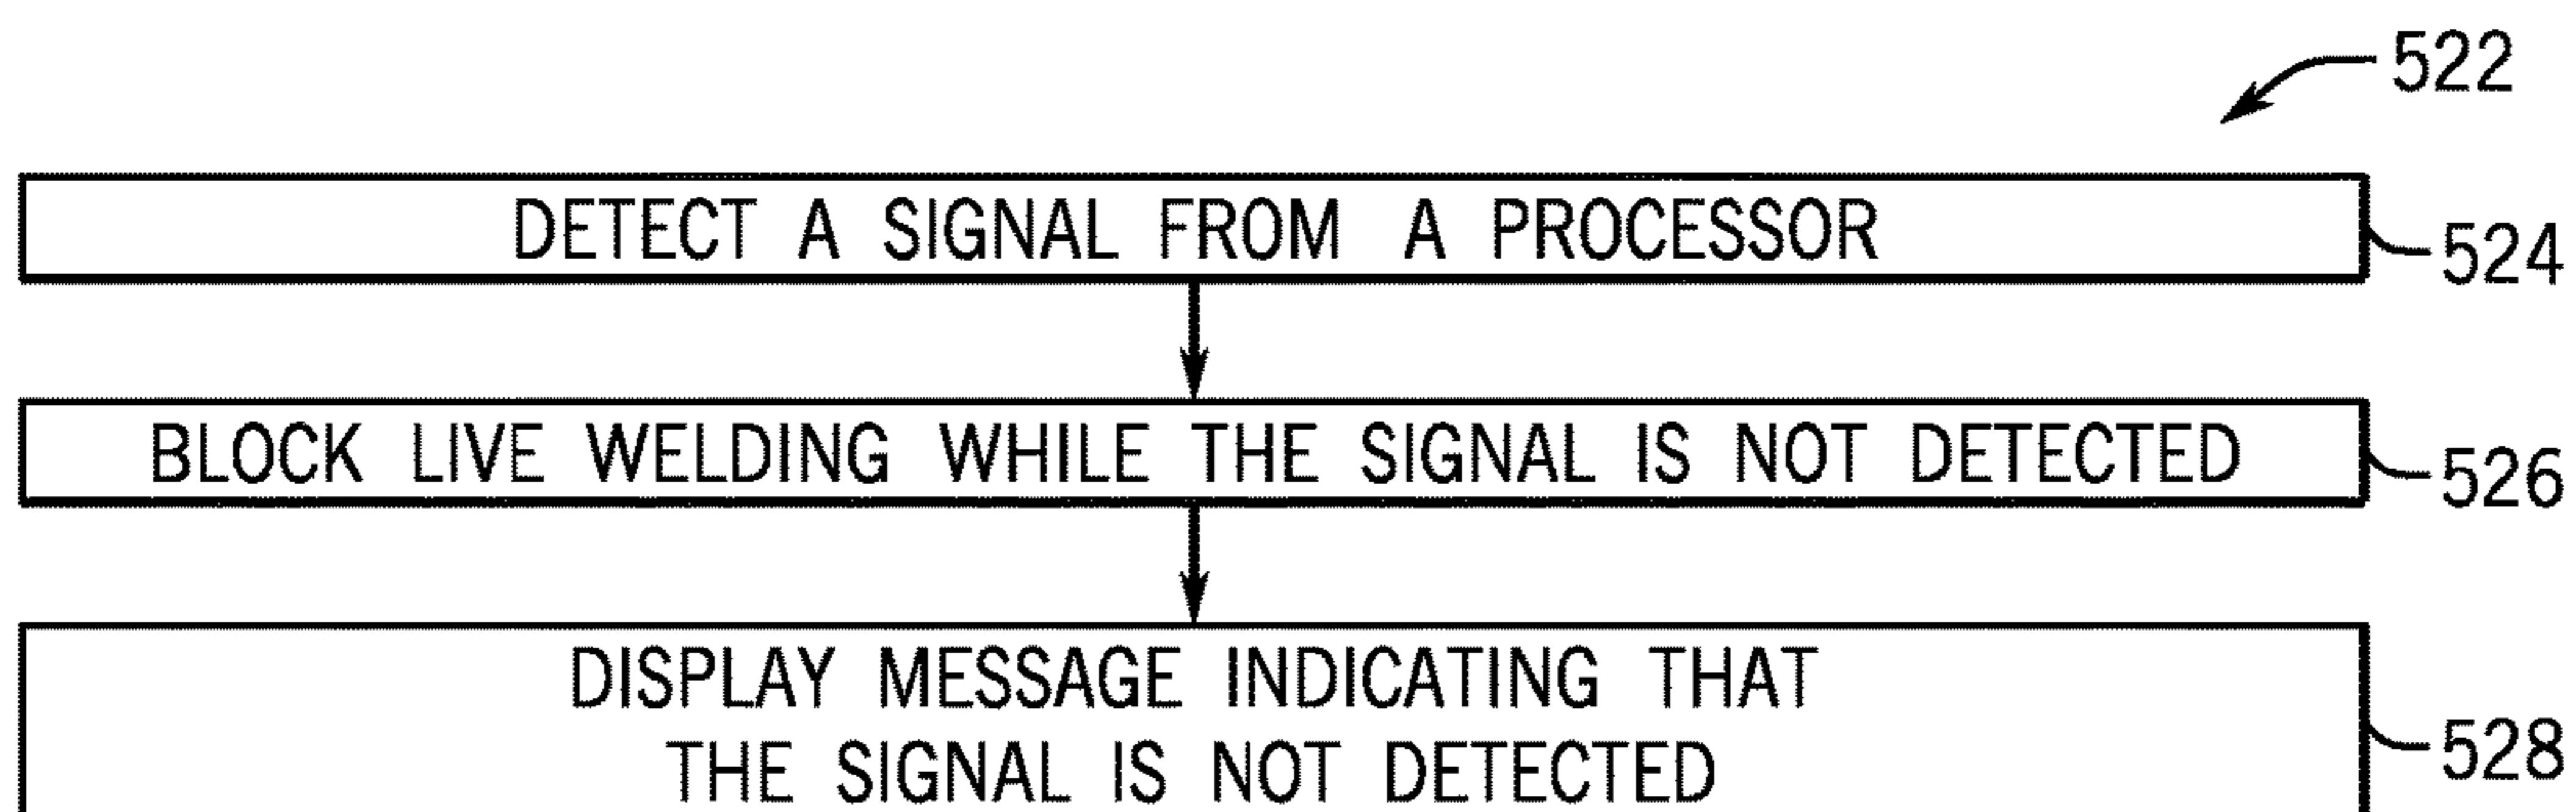 522
DETECT A SIGNAL FROM A PROCESSOR
524
BLOCK LIVE WELDING WHILE THE SIGNAL IS NOT DETECTED
526
DISPLAY MESSAGE INDICATING THAT
THE SIGNAL IS NOT DETECTED
528